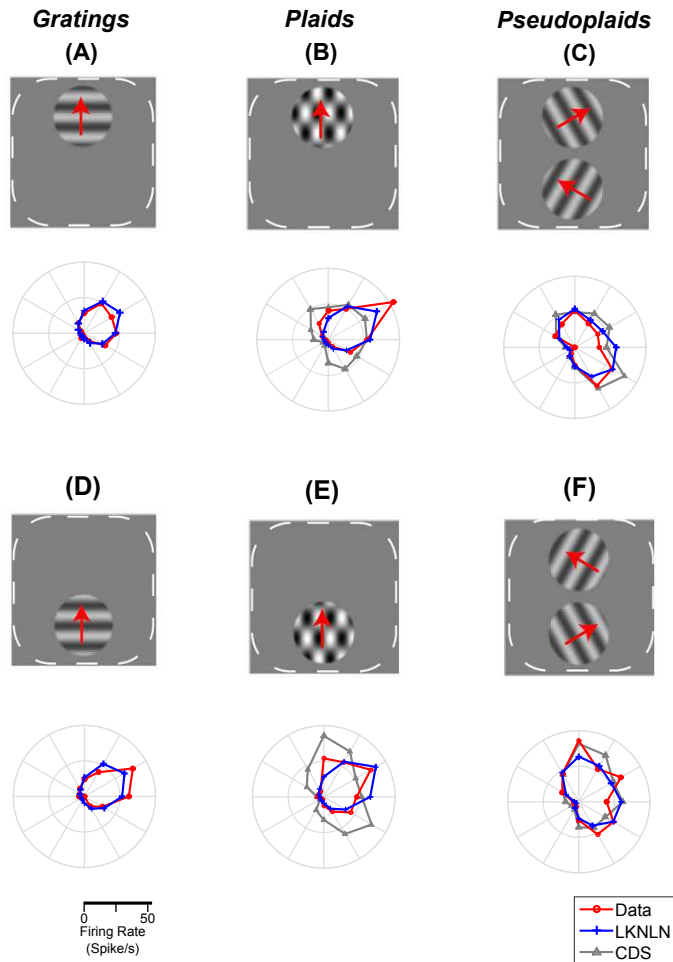 Gratings Plaids Pseudoplaids
(A) (B) (C)
(D) (E) (F)
0 50
Firing Rate
(Spike/s)
Data
LKNLN
CDS